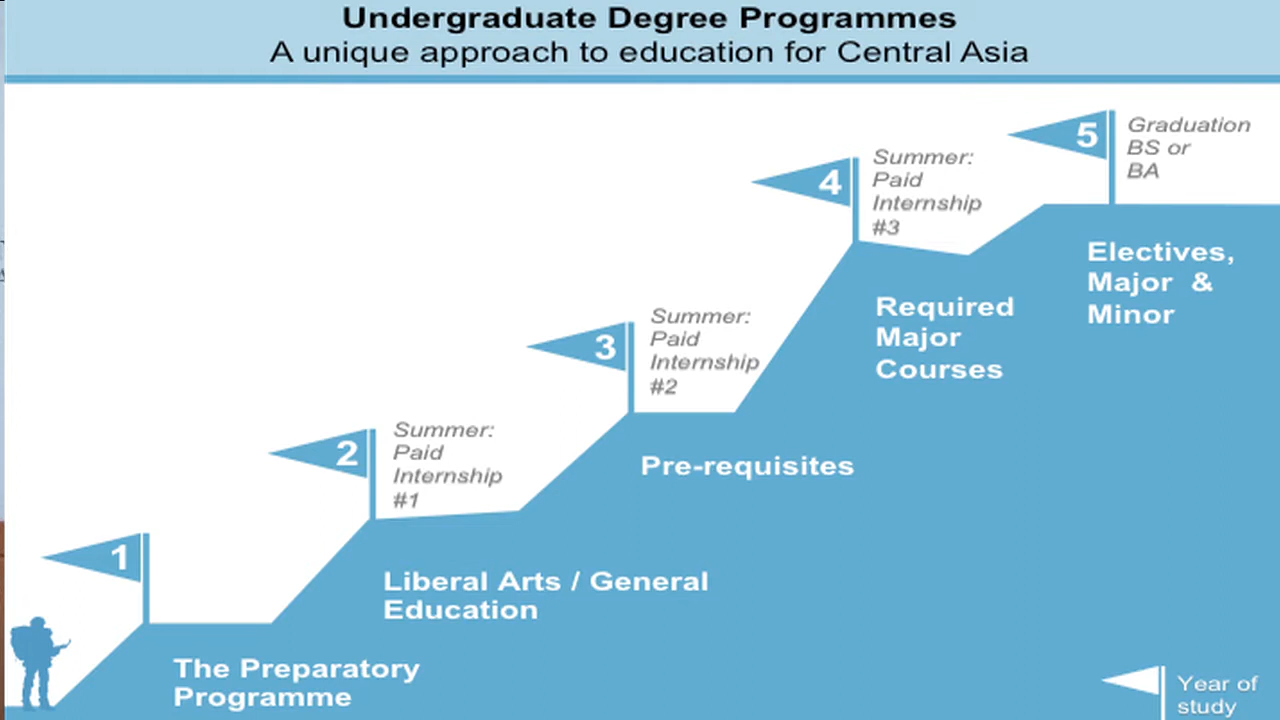 Undergraduate Degree Programmes
A unique approach to education for Central Asia
5
Graduation
BS or
BA
4
Summer:
Paid
Internship
#3
Electives,
Major &
Minor
3
Summer:
Paid
Internship
#2
Required
Major
Courses
2
Summer:
Paid
Internship
#1
Pre-requisites
1
Liberal Arts / General
Education
The Preparatory
Programme
Year of
study